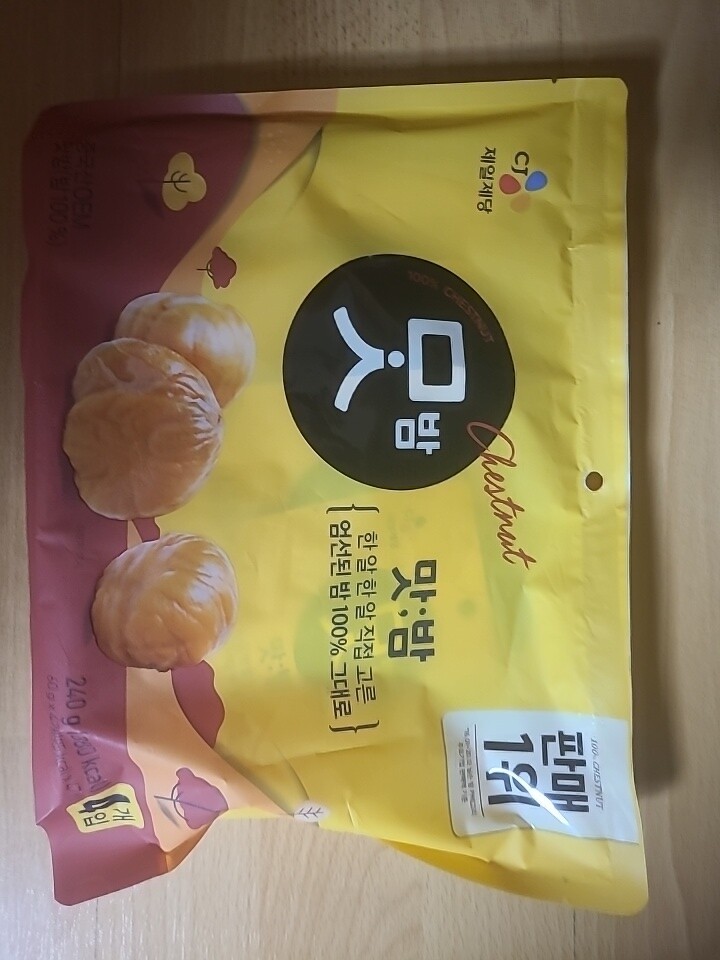 CJ
제일제당
100% CHESTNUT
맛밤
Chestnut
맛;밤
한 알 한 알 직접 고른
엄선된 밤 100% 그대로
100% CHESTNUT
판매
1위
240 g
4개입